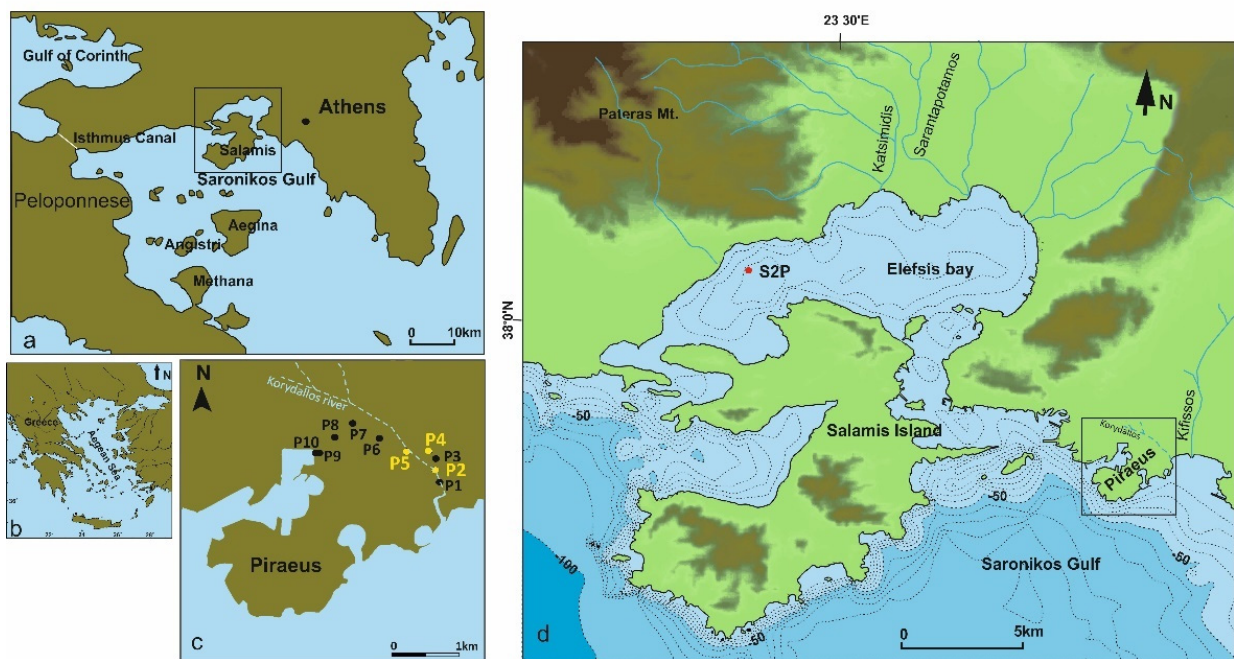 Gulf of Corinth
Athens
Isthmus Canal
Salamis
Saronikos Gulf
Peloponnese
Aegina
Angistri
Methana
0 10km
a
N
Greece
Aegean Sea
b
N
Korydallos river
P8
P7
P4
P10
P6
P3
P9
P5
P2
P1
Piraeus
0 1km
c
23 30'E
N
Pateras Mt.
Katsimidis
Sarantapotamos
S2P
Elefsis bay
38°0'N
-50
Salamis Island
Kifissos
Korydallos
Piraeus
-50
-50
-100
Saronikos Gulf
-50
0 5km
d